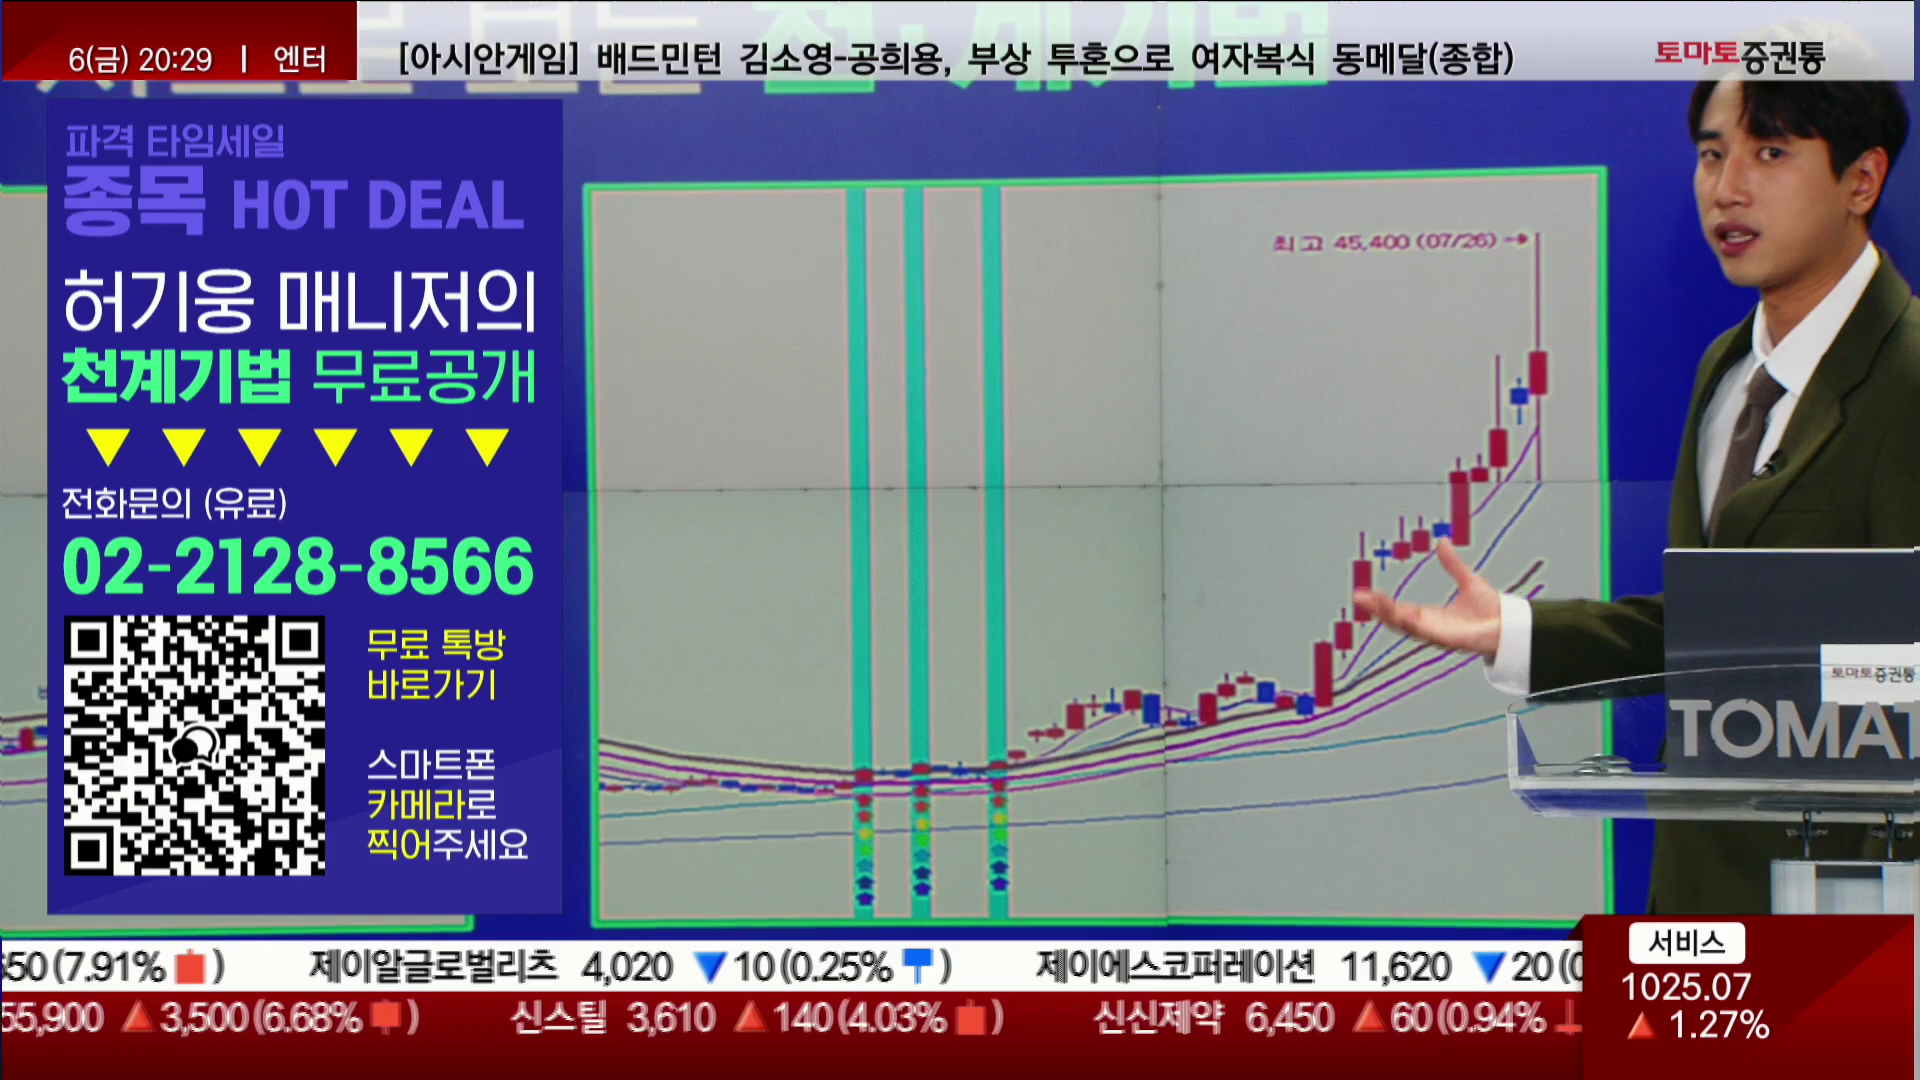 6(금) 20:29 | 엔터
[아시안게임] 배드민턴 김소영-공희용, 부상 투혼으로 여자복식 동메달(종합)
토마토증권통
파격 타임세일
종목 HOT DEAL
허기웅 매니저의
천계기법 무료공개
▼ ▼ ▼ ▼ ▼ ▼
전화문의 (유료)
02-2128-8566
무료 톡방
바로가기
스마트폰
카메라로
찍어주세요
최고 45,400 (07/26)
토마토증권통
TOMAT
50(7.91% ) 제이알글로벌리츠 4,020 ▼10(0.25% ) 제이에스코퍼레이션 11,620 ▼20(0
55,900 ▲3,500(6.68% ) 신스틸 3,610 ▲140(4.03% ) 신신제약 6,450 ▲60(0.94%
서비스
1025.07
▲ 1.27%